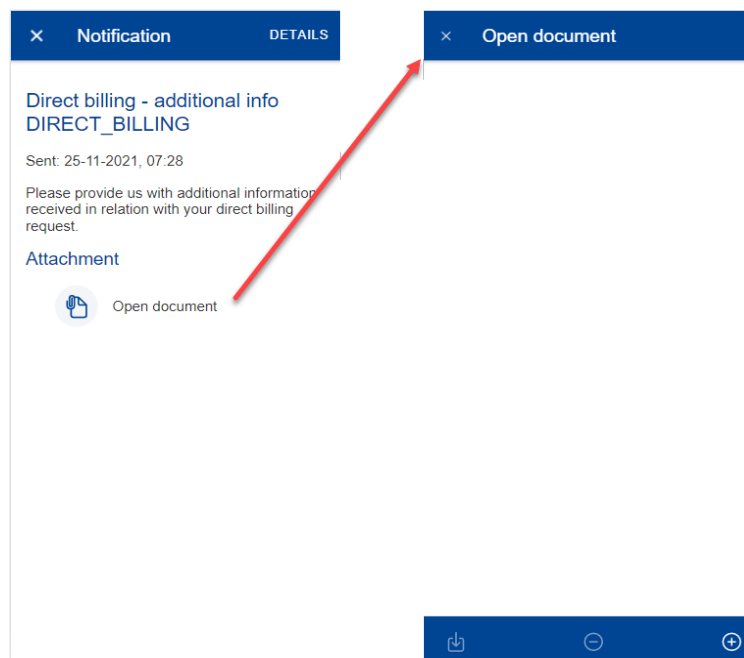 Notification
DETAILS
Open document
Direct billing - additional info
DIRECT_BILLING
Sent: 25-11-2021, 07:28
Please provide us with additional information
received in relation with your direct billing
request.
Attachment
Open document